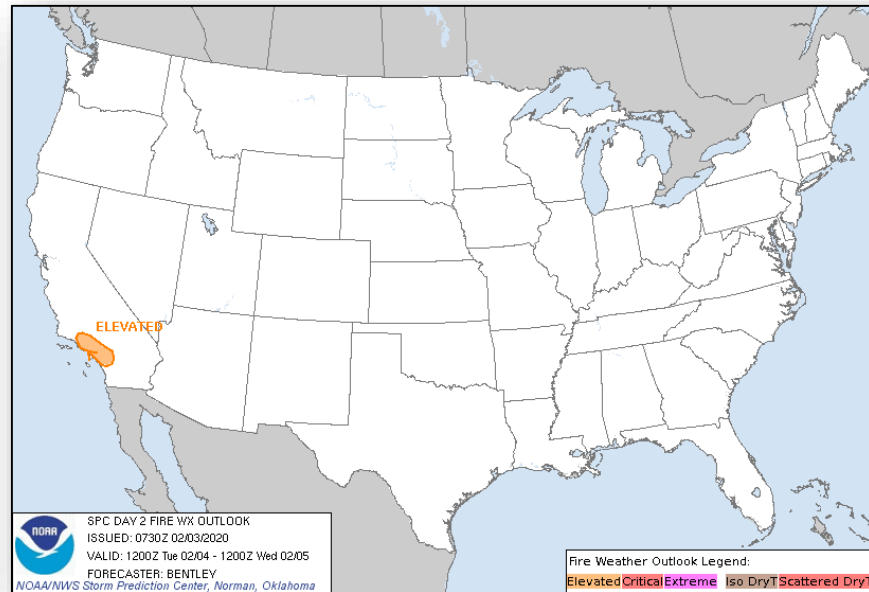 ELEVATED
NOAA
SPC DAY 2 FIRE WX OUTLOOK
ISSUED: 0730Z 02/03/2020
VALID: 1200Z Tue 02/04 - 1200Z Wed 02/05
FORECASTER: BENTLEY
NOAA/NWS Storm Prediction Center, Norman, Oklahoma
Fire Weather Outlook Legend:
Elevated Critical Extreme Iso DryT Scattered DryT